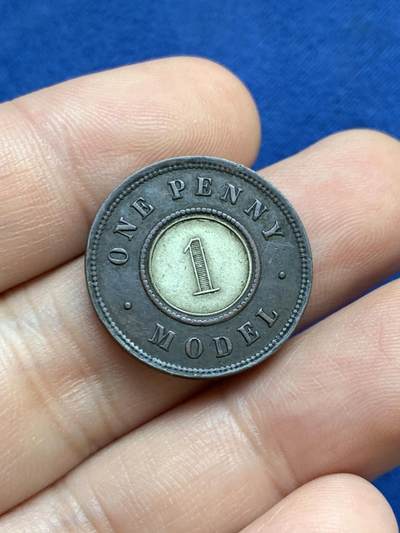 ONE PENNY
1
· MODEL ·